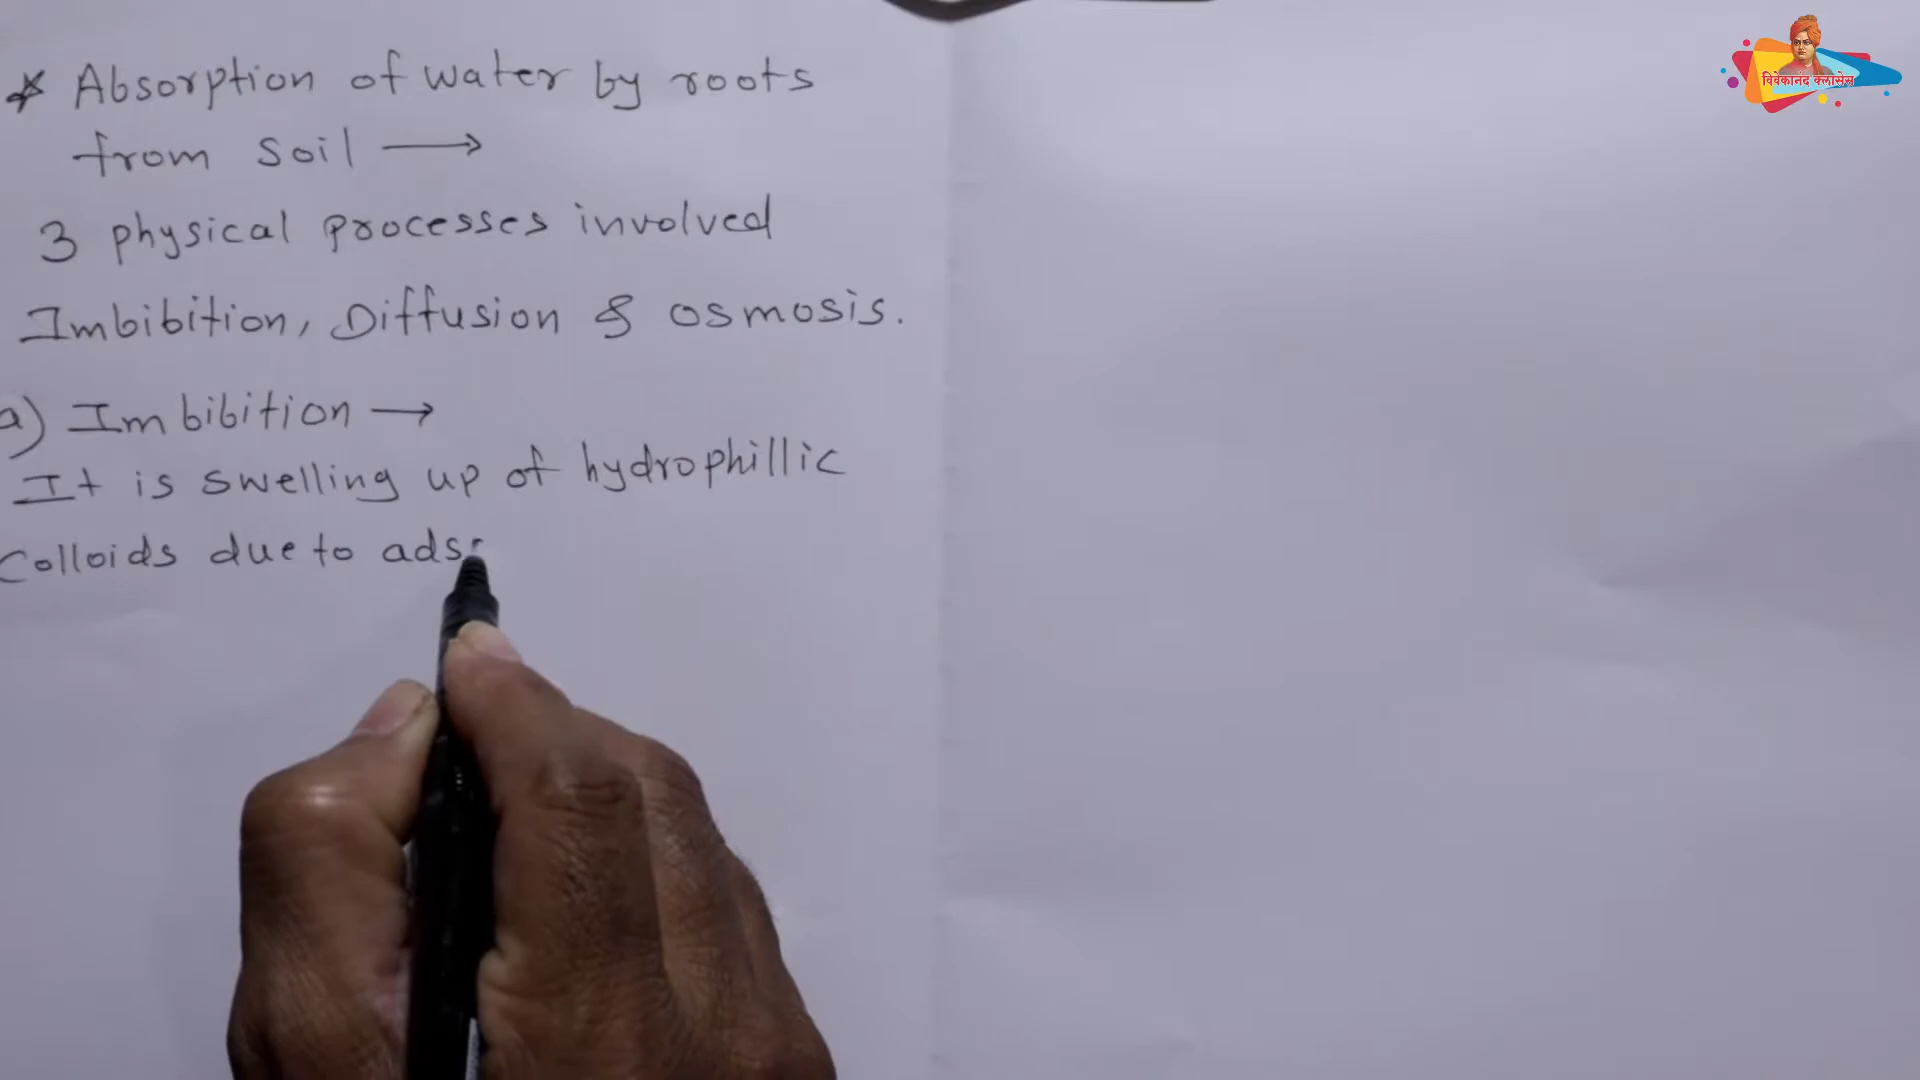 * Absorption of water by roots
from soil →
3 physical processes involved
Imbibition, Diffusion & osmosis.
a) Imbibition →
It is swelling up of hydrophillic
Colloids due to ads
विवेकानंद क्लासेस